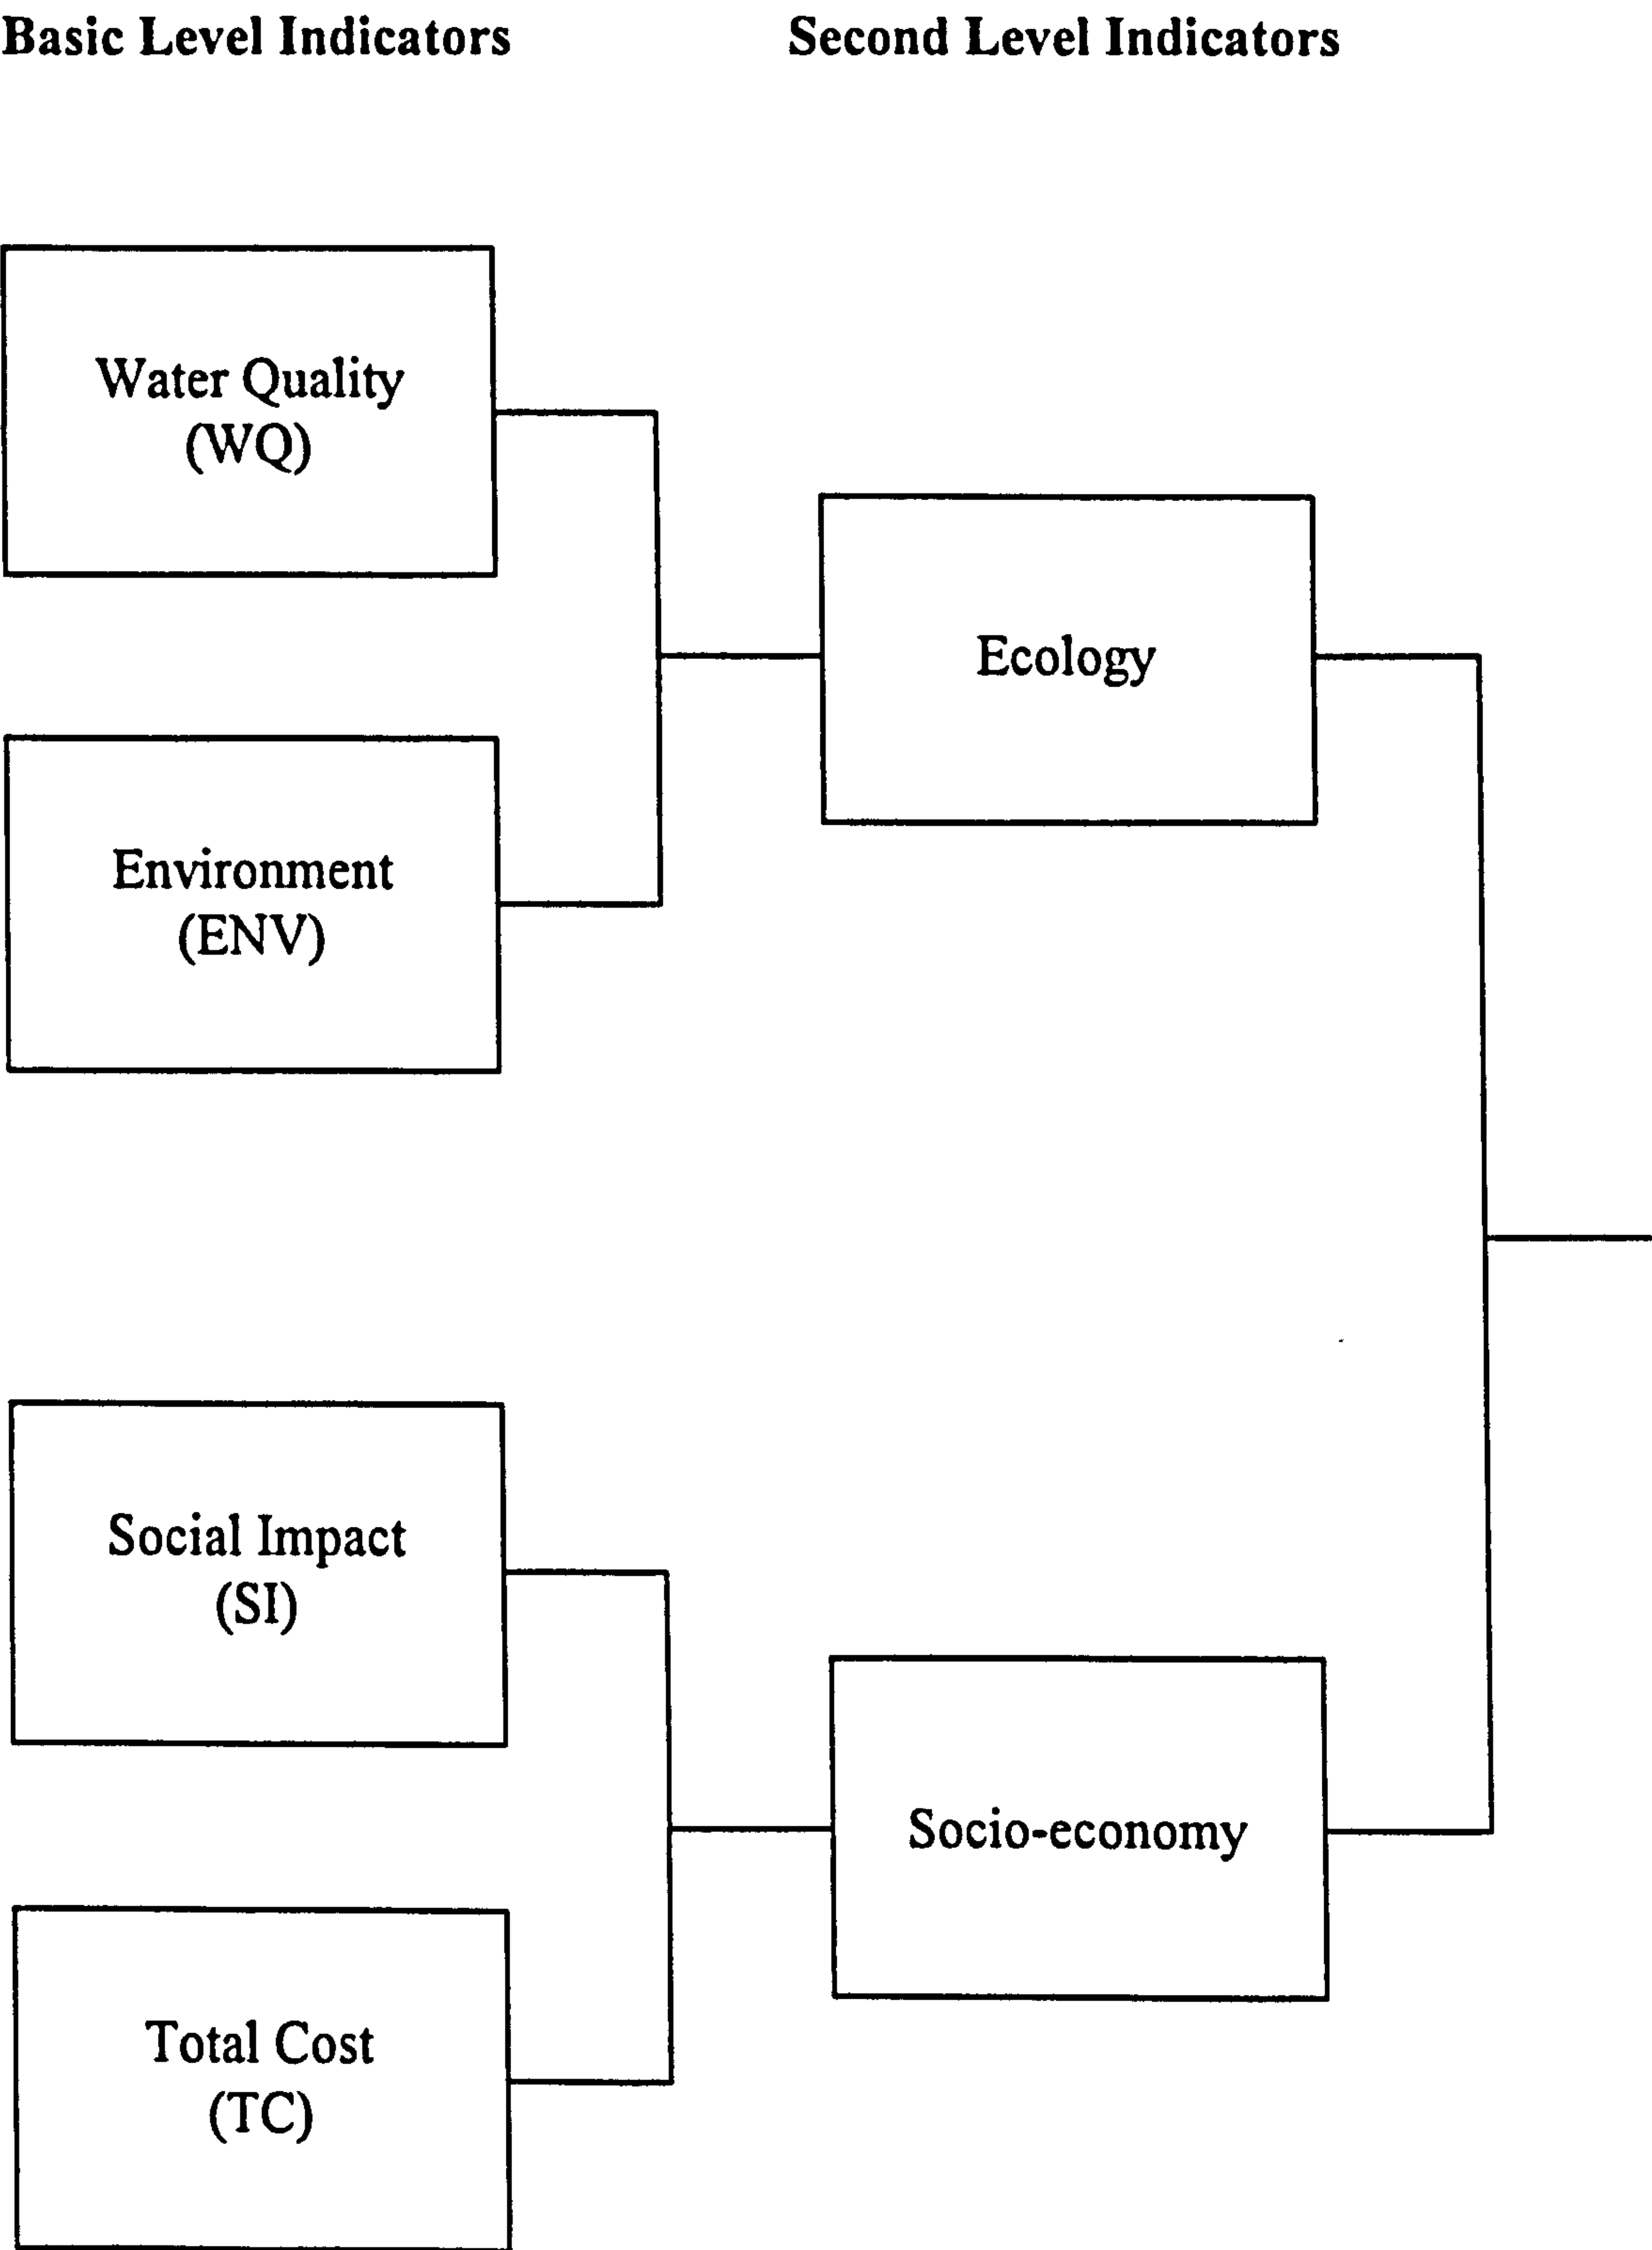 Basic Level Indicators
Second Level Indicators
Water Quality
(WQ)
Ecology
Environment
(ENV)
Social Impact
(SI)
Socio-economy
Total Cost
(TC)